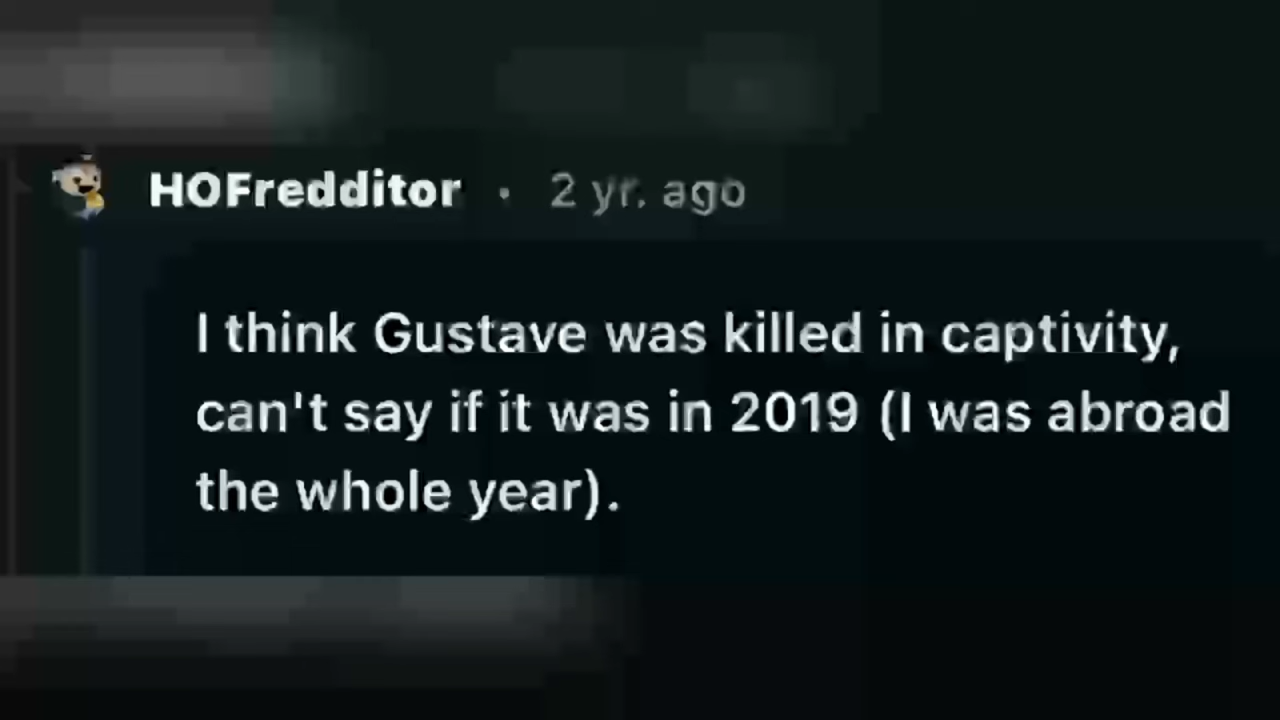 HOFredditor · 2 yr. ago
I think Gustave was killed in captivity,
can't say if it was in 2019 (I was abroad
the whole year).